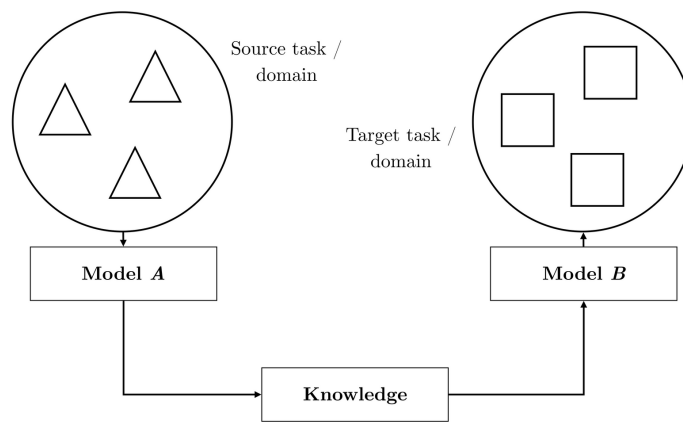 Source task /
domain
Target task /
domain
Model A
Model B
Knowledge